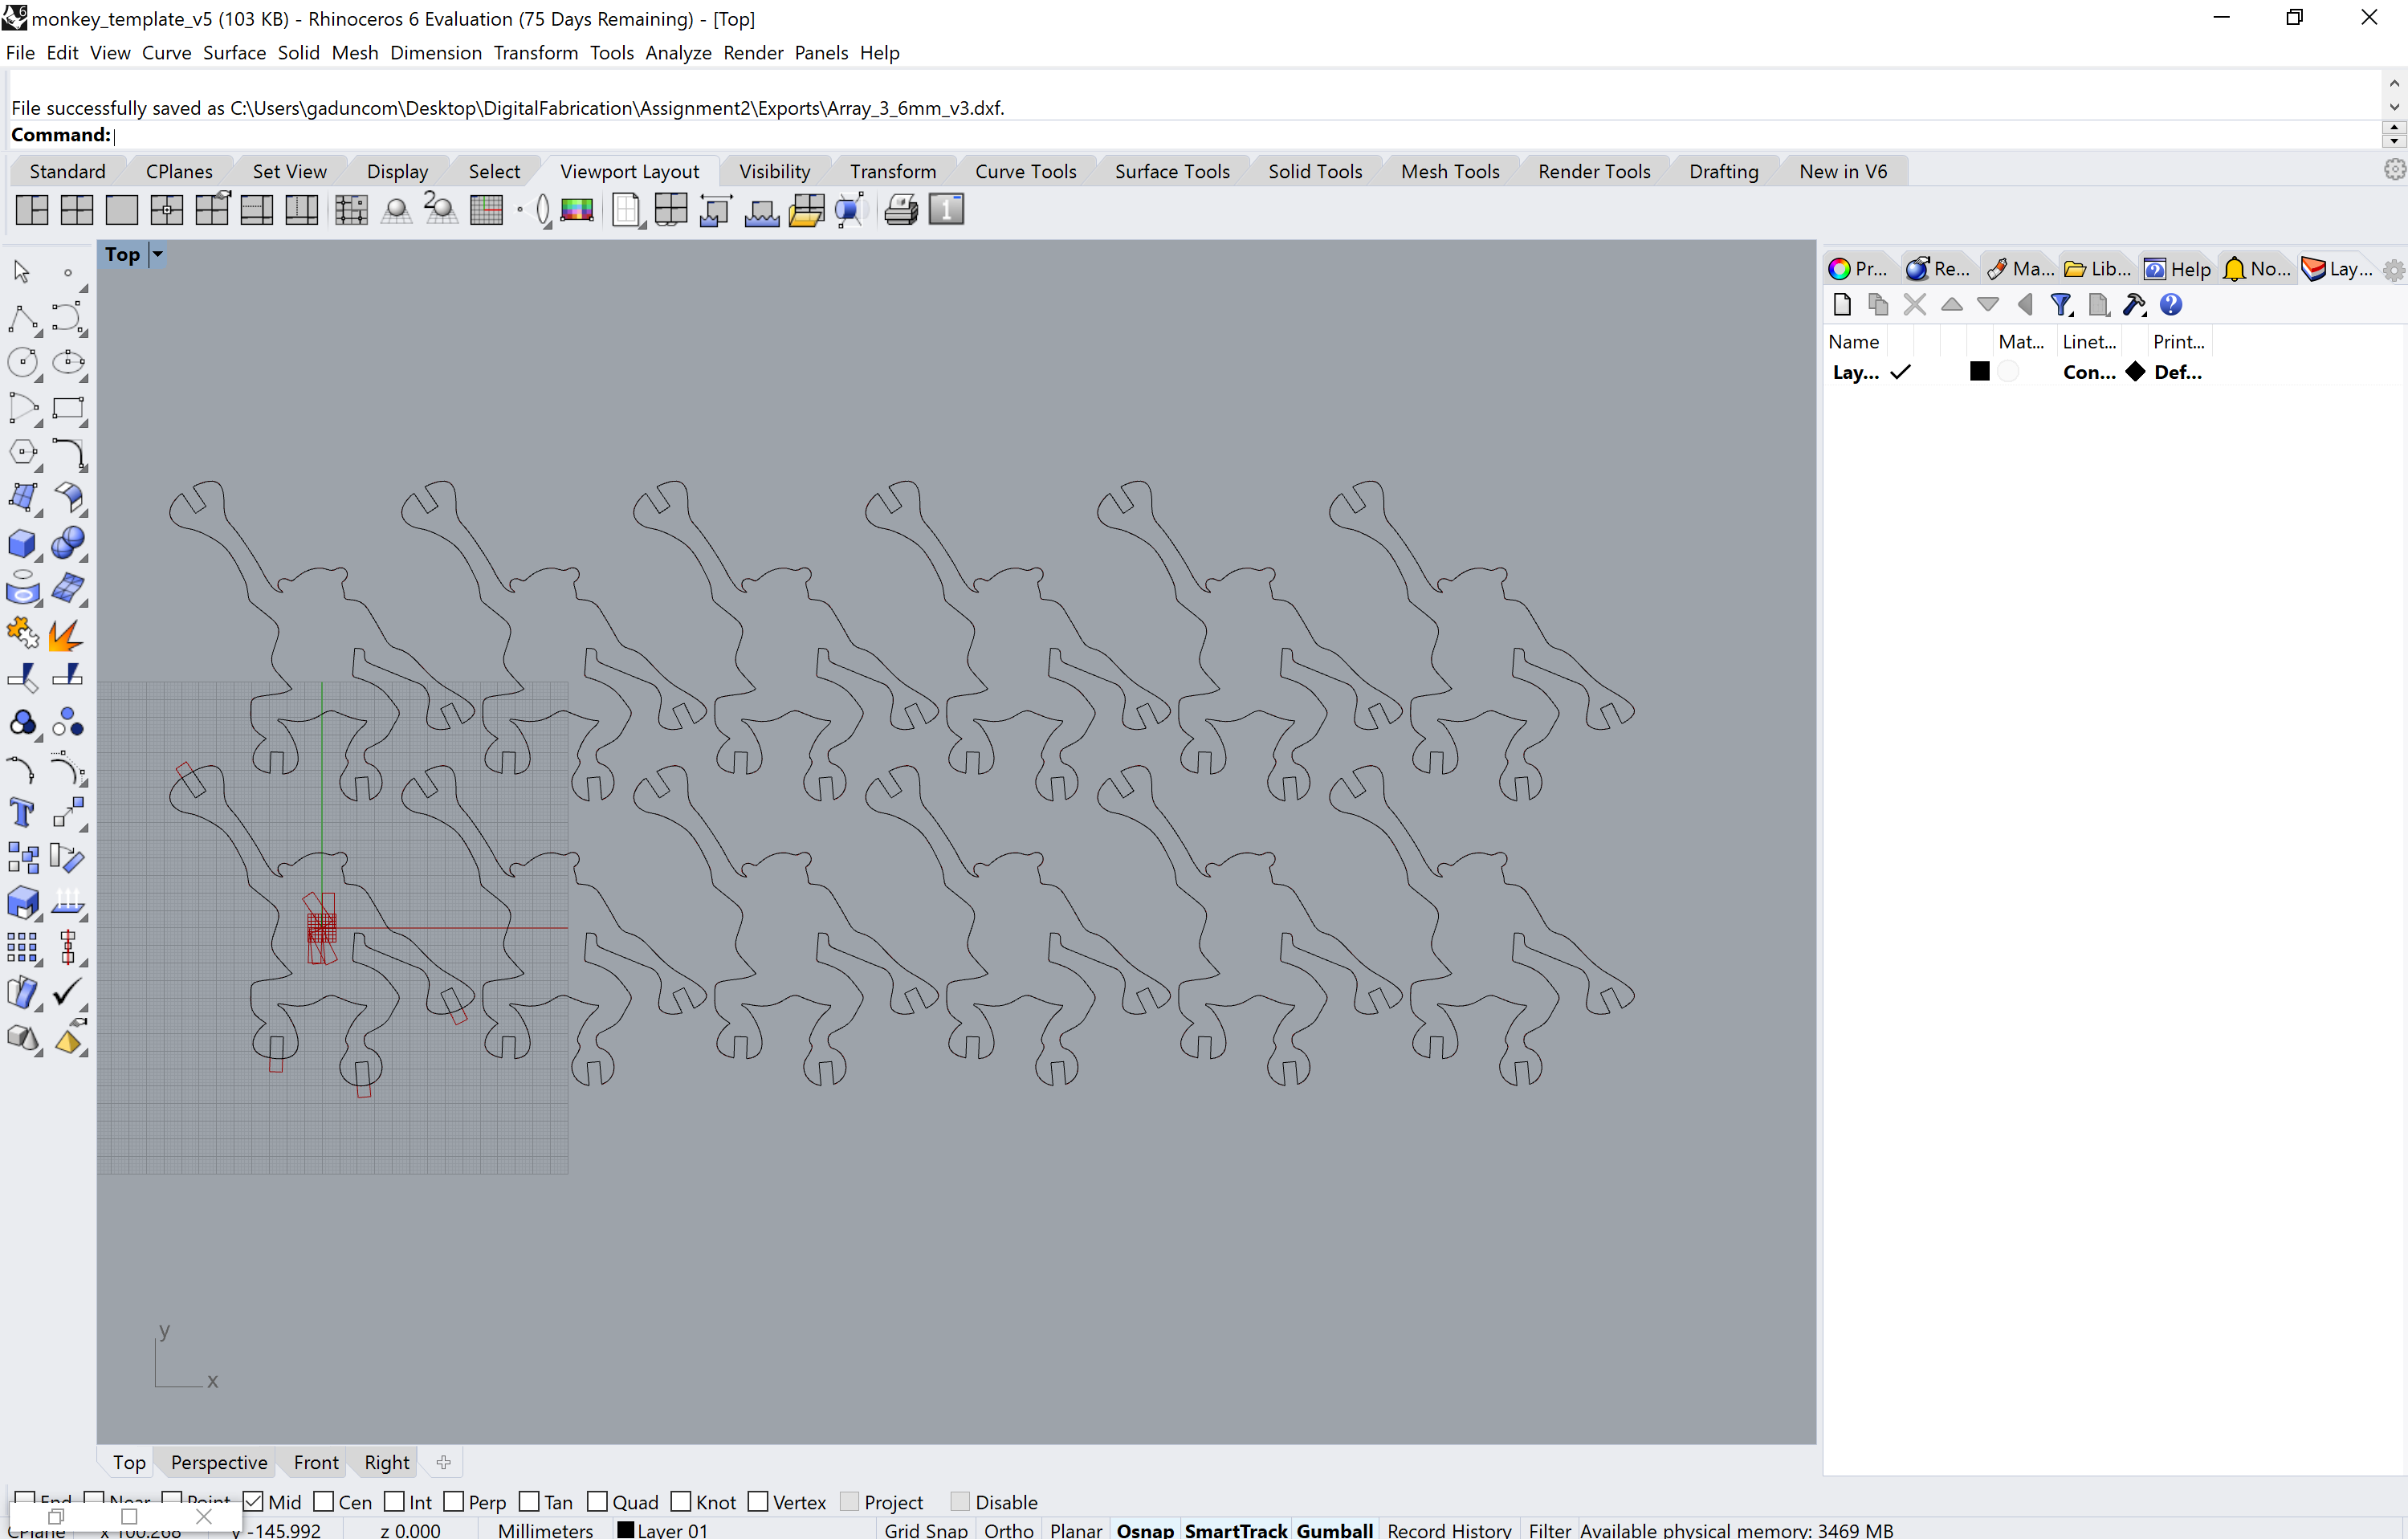 monkey_template_v5 (103 KB) - Rhinoceros 6 Evaluation (75 Days Remaining) - [Top]
File Edit View Curve Surface Solid Mesh Dimension Transform Tools Analyze Render Panels Help
File successfully saved as C:\Users\gaduncom\Desktop\DigitalFabrication\Assignment2\Exports\Array_3_6mm_v3.dxf.
Command:
Standard CPlanes Set View Display Select Viewport Layout Visibility Transform Curve Tools Surface Tools Solid Tools Mesh Tools Render Tools Drafting New in V6
2 1
Top
Pr... Re... Ma... Lib... Help No... Lay...
Name Mat... Linet... Print...
Lay... Con... Def...
y
x
Top Perspective Front Right
End Near Point Mid Cen Int Perp Tan Quad Knot Vertex Project Disable
CPlane x 100.268 y -145.992 z 0.000 Millimeters Layer 01 Grid Snap Ortho Planar Osnap SmartTrack Gumball Record History Filter Available physical memory: 3469 MB